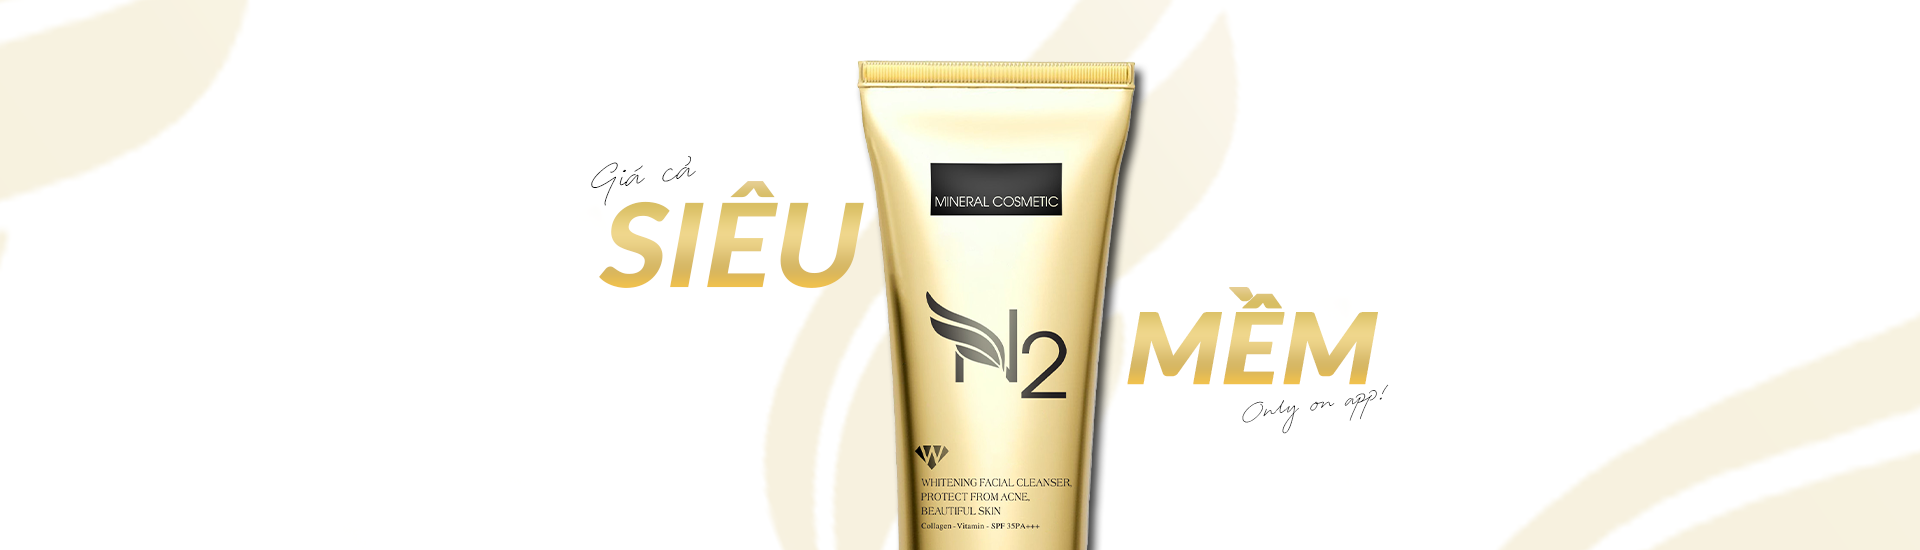 Giá cả
SIÊU
MỀM
Only on app!
MINERAL COSMETIC
N2
W
WHITENING FACIAL CLEANSER,
PROTECT FROM ACNE,
BEAUTIFUL SKIN
Collagen - Vitamin - SPF 35PA+++